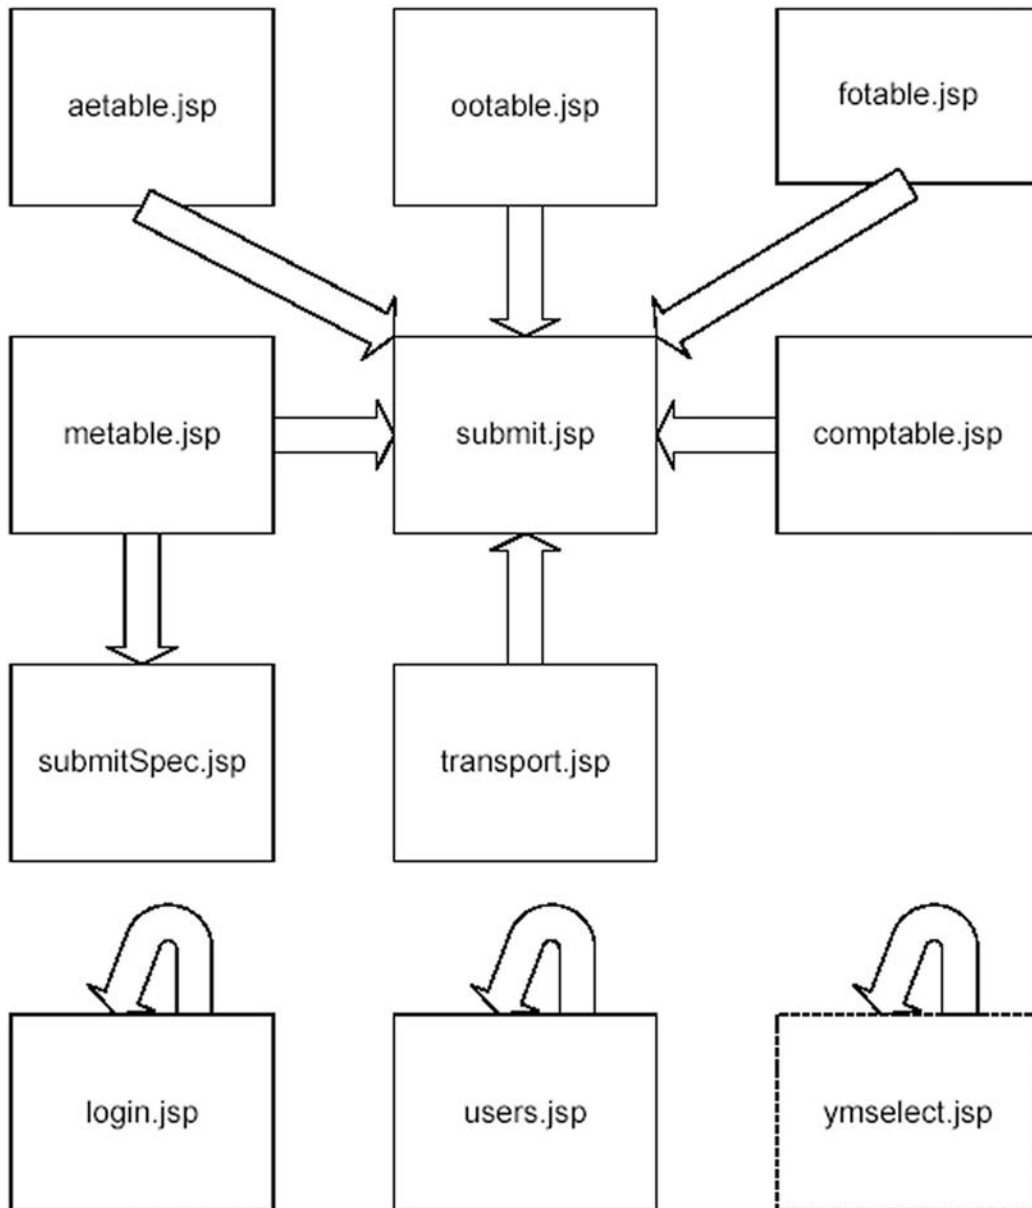 aetable.jsp
ootable.jsp
fotable.jsp
metable.jsp
submit.jsp
comptable.jsp
submitSpec.jsp
transport.jsp
login.jsp
users.jsp
ymselect.jsp